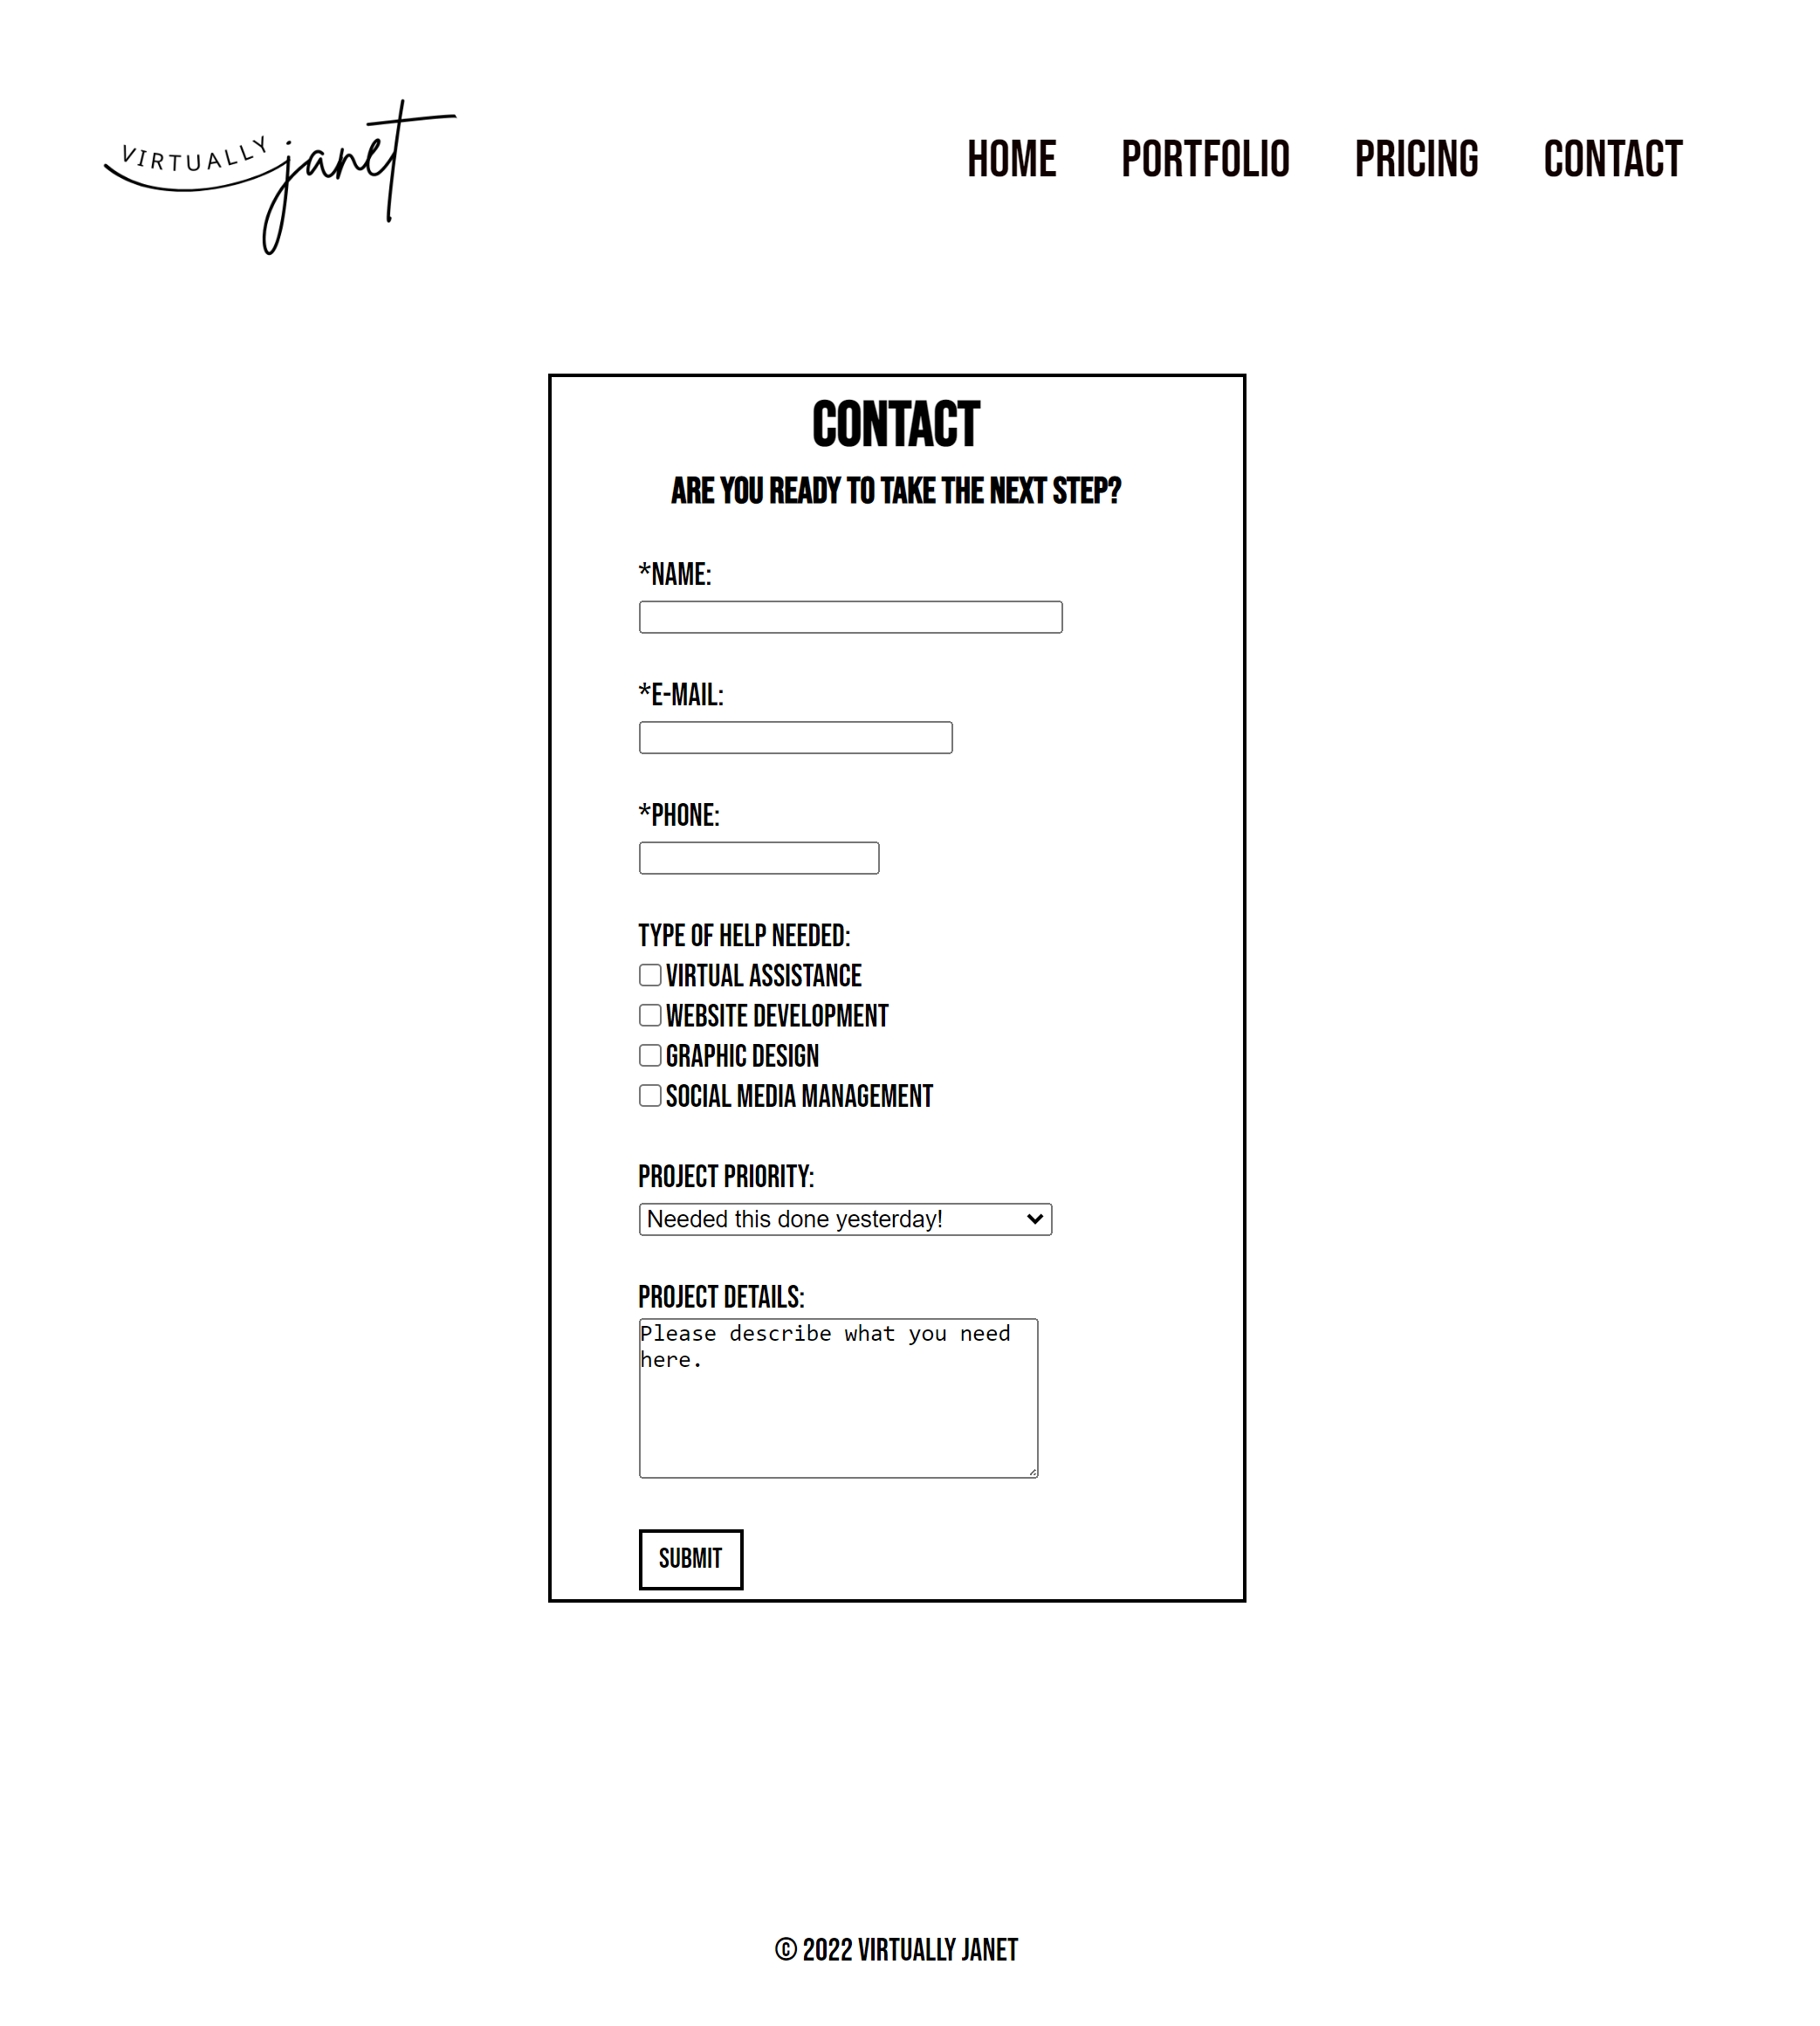 VIRTUALLY janet
HOME PORTFOLIO PRICING CONTACT
CONTACT
ARE YOU READY TO TAKE THE NEXT STEP?
*NAME:
*E-MAIL:
*PHONE:
TYPE OF HELP NEEDED:
VIRTUAL ASSISTANCE
WEBSITE DEVELOPMENT
GRAPHIC DESIGN
SOCIAL MEDIA MANAGEMENT
PROJECT PRIORITY:
Needed this done yesterday!
PROJECT DETAILS:
Please describe what you need
here.
SUBMIT
© 2022 VIRTUALLY JANET